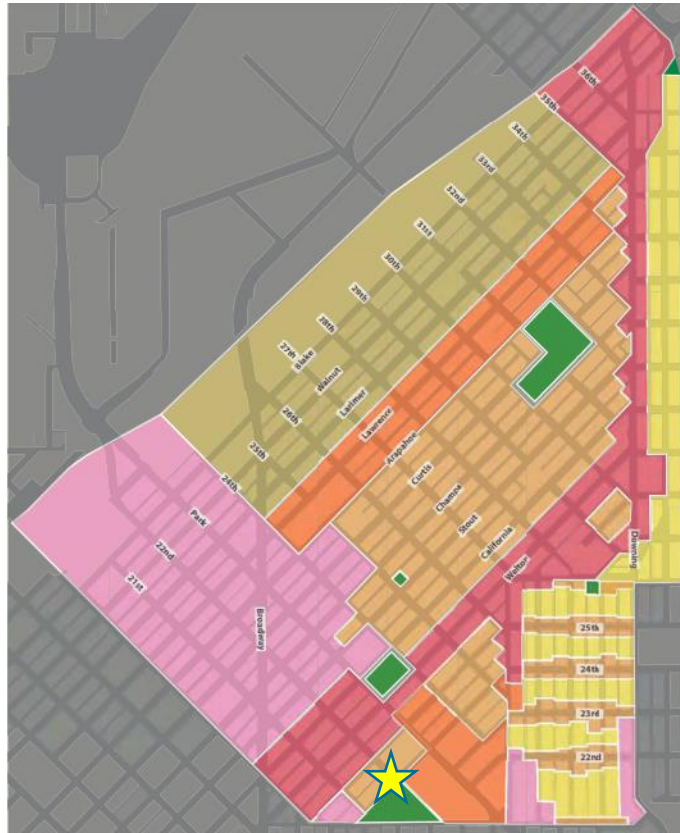 36th
35th
34th
33rd
32nd
31st
30th
29th
28th
27th
Blake
Walnut
Larimer
26th
Lawrence
25th
Arapahoe
24th
Curtis
Champa
Park
Stout
22nd
California
Downing
Welton
21st
Broadway
25th
24th
23rd
22nd